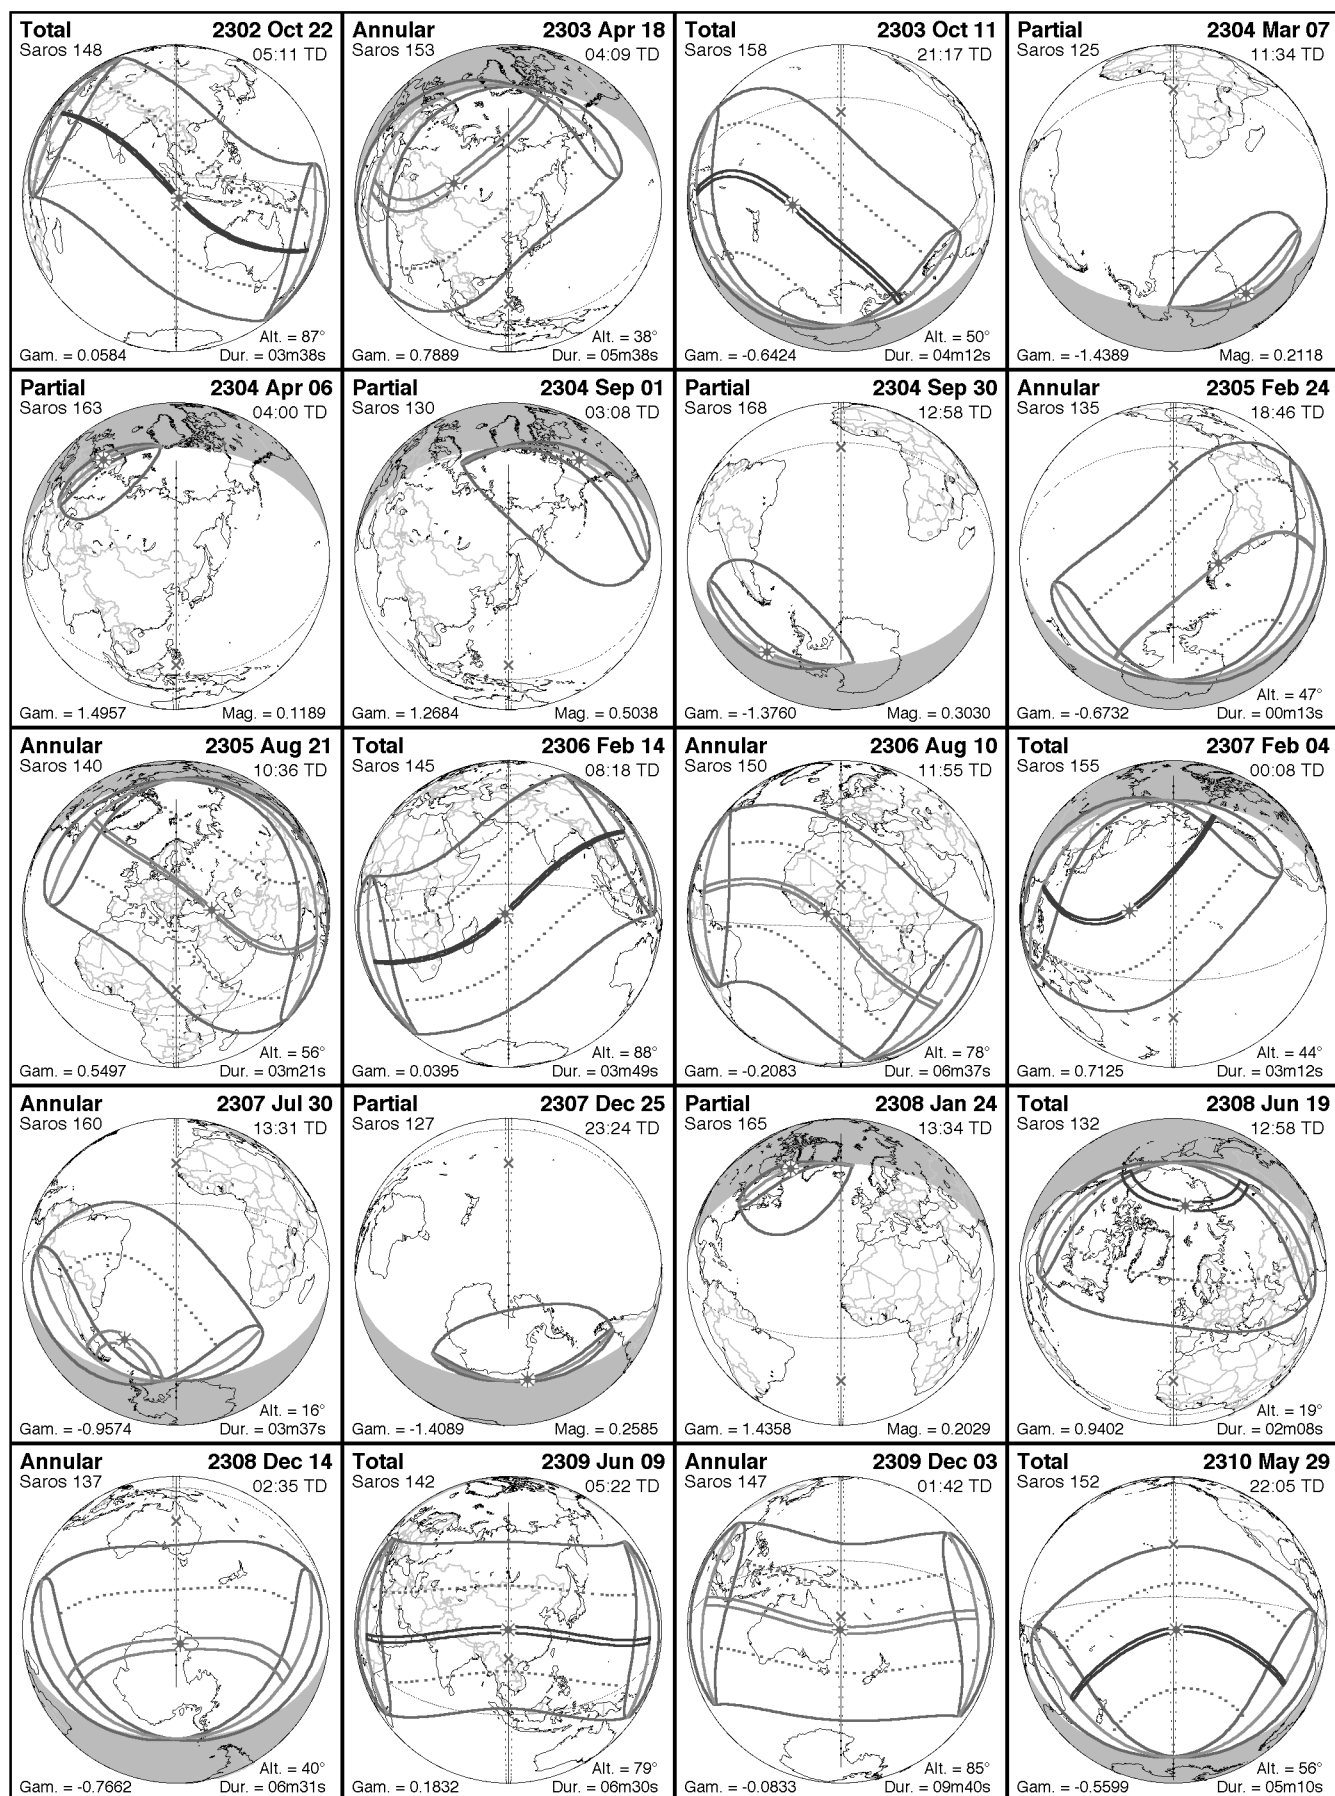 Total 2302 Oct 22
Saros 148 05:11 TD
Alt. = 87°
Gam. = 0.0584 Dur. = 03m38s
Annular 2303 Apr 18
Saros 153 04:09 TD
Alt. = 38°
Gam. = 0.7889 Dur. = 05m38s
Total 2303 Oct 11
Saros 158 21:17 TD
Alt. = 50°
Gam. = -0.6424 Dur. = 04m12s
Partial 2304 Mar 07
Saros 125 11:34 TD
Gam. = -1.4389 Mag. = 0.2118
Partial 2304 Apr 06
Saros 163 04:00 TD
Gam. = 1.4957 Mag. = 0.1189
Partial 2304 Sep 01
Saros 130 03:08 TD
Gam. = 1.2684 Mag. = 0.5038
Partial 2304 Sep 30
Saros 168 12:58 TD
Gam. = -1.3760 Mag. = 0.3030
Annular 2305 Feb 24
Saros 135 18:46 TD
Alt. = 47°
Gam. = -0.6732 Dur. = 00m13s
Annular 2305 Aug 21
Saros 140 10:36 TD
Alt. = 56°
Gam. = 0.5497 Dur. = 03m21s
Total 2306 Feb 14
Saros 145 08:18 TD
Alt. = 88°
Gam. = 0.0395 Dur. = 03m49s
Annular 2306 Aug 10
Saros 150 11:55 TD
Alt. = 78°
Gam. = -0.2083 Dur. = 06m37s
Total 2307 Feb 04
Saros 155 00:08 TD
Alt. = 44°
Gam. = 0.7125 Dur. = 03m12s
Annular 2307 Jul 30
Saros 160 13:31 TD
Alt. = 16°
Gam. = -0.9574 Dur. = 03m37s
Partial 2307 Dec 25
Saros 127 23:24 TD
Gam. = -1.4089 Mag. = 0.2585
Partial 2308 Jan 24
Saros 165 13:34 TD
Gam. = 1.4358 Mag. = 0.2029
Total 2308 Jun 19
Saros 132 12:58 TD
Alt. = 19°
Gam. = 0.9402 Dur. = 02m08s
Annular 2308 Dec 14
Saros 137 02:35 TD
Alt. = 40°
Gam. = -0.7662 Dur. = 06m31s
Total 2309 Jun 09
Saros 142 05:22 TD
Alt. = 79°
Gam. = 0.1832 Dur. = 06m30s
Annular 2309 Dec 03
Saros 147 01:42 TD
Alt. = 85°
Gam. = -0.0833 Dur. = 09m40s
Total 2310 May 29
Saros 152 22:05 TD
Alt. = 56°
Gam. = -0.5599 Dur. = 05m10s